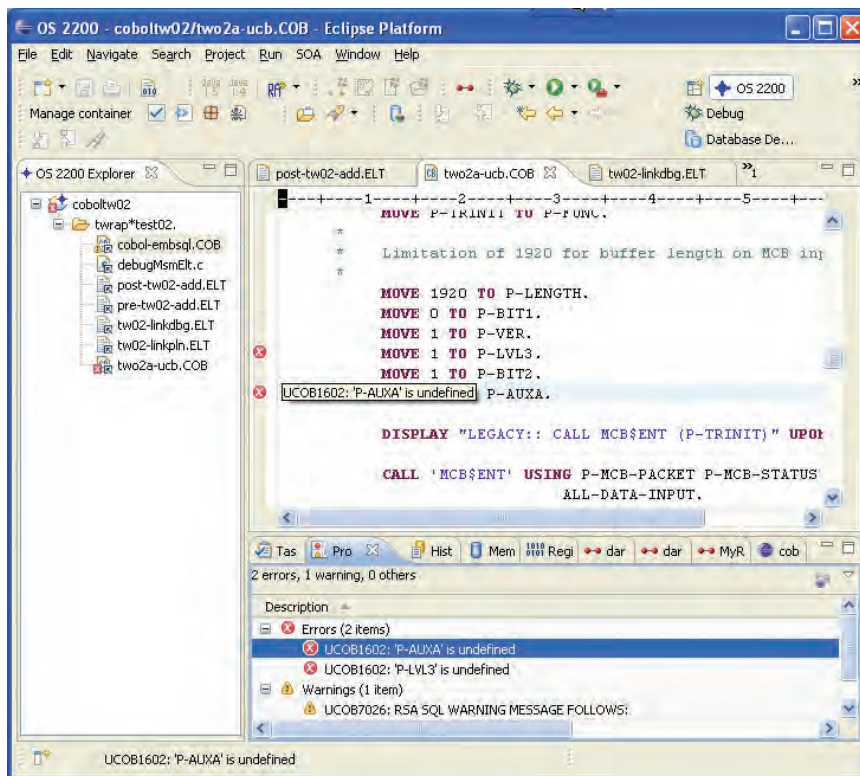 OS 2200 - coboltw02/two2a-ucb.COB - Eclipse Platform
File Edit Navigate Search Project Run SOA Window Help
OS 2200
Manage container
Debug
Database De...
OS 2200 Explorer
post-tw02-add.ELT two2a-ucb.COB tw02-linkdbg.ELT »1
coboltw02
twrap*test02.
cobol-embsql.COB
debugMsmElt.c
post-tw02-add.ELT
pre-tw02-add.ELT
tw02-linkdbg.ELT
tw02-linkpln.ELT
two2a-ucb.COB
----+----1----+----2----+----3----+----4----+----5----+---
MOVE P-TRINIT TO P-FUNC.
*
* Limitation of 1920 for buffer length on MCB inp
*
MOVE 1920 TO P-LENGTH.
MOVE 0 TO P-BIT1.
MOVE 1 TO P-VER.
MOVE 1 TO P-LVL3.
MOVE 1 TO P-BIT2.
UCOB1602: 'P-AUXA' is undefined P-AUXA.
DISPLAY "LEGACY:: CALL MCB$ENT (P-TRINIT)" UPON
CALL 'MCB$ENT' USING P-MCB-PACKET P-MCB-STATUS
ALL-DATA-INPUT.
Tas Pro Hist Mem Regi dar dar MyR cob
2 errors, 1 warning, 0 others
Description
Errors (2 items)
UCOB1602: 'P-AUXA' is undefined
UCOB1602: 'P-LVL3' is undefined
Warnings (1 item)
UCOB7026: RSA SQL WARNING MESSAGE FOLLOWS:
UCOB1602: 'P-AUXA' is undefined